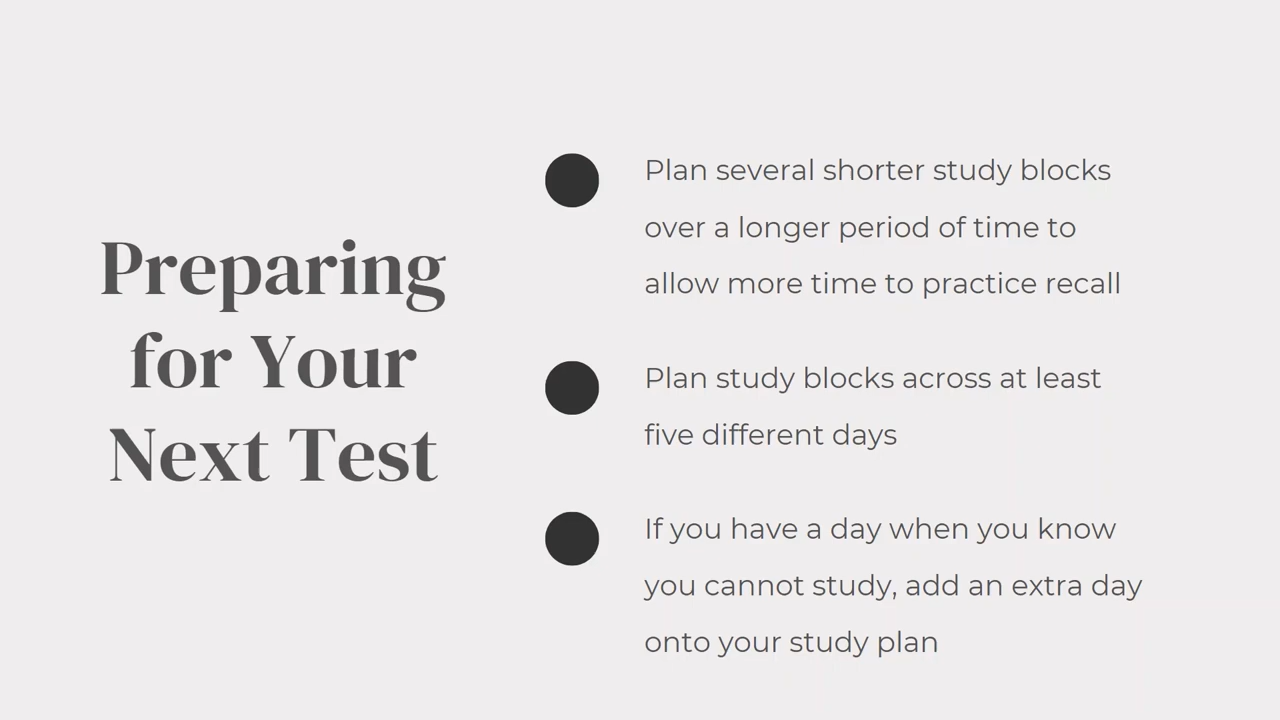 Preparing
for Your
Next Test
Plan several shorter study blocks
over a longer period of time to
allow more time to practice recall
Plan study blocks across at least
five different days
If you have a day when you know
you cannot study, add an extra day
onto your study plan